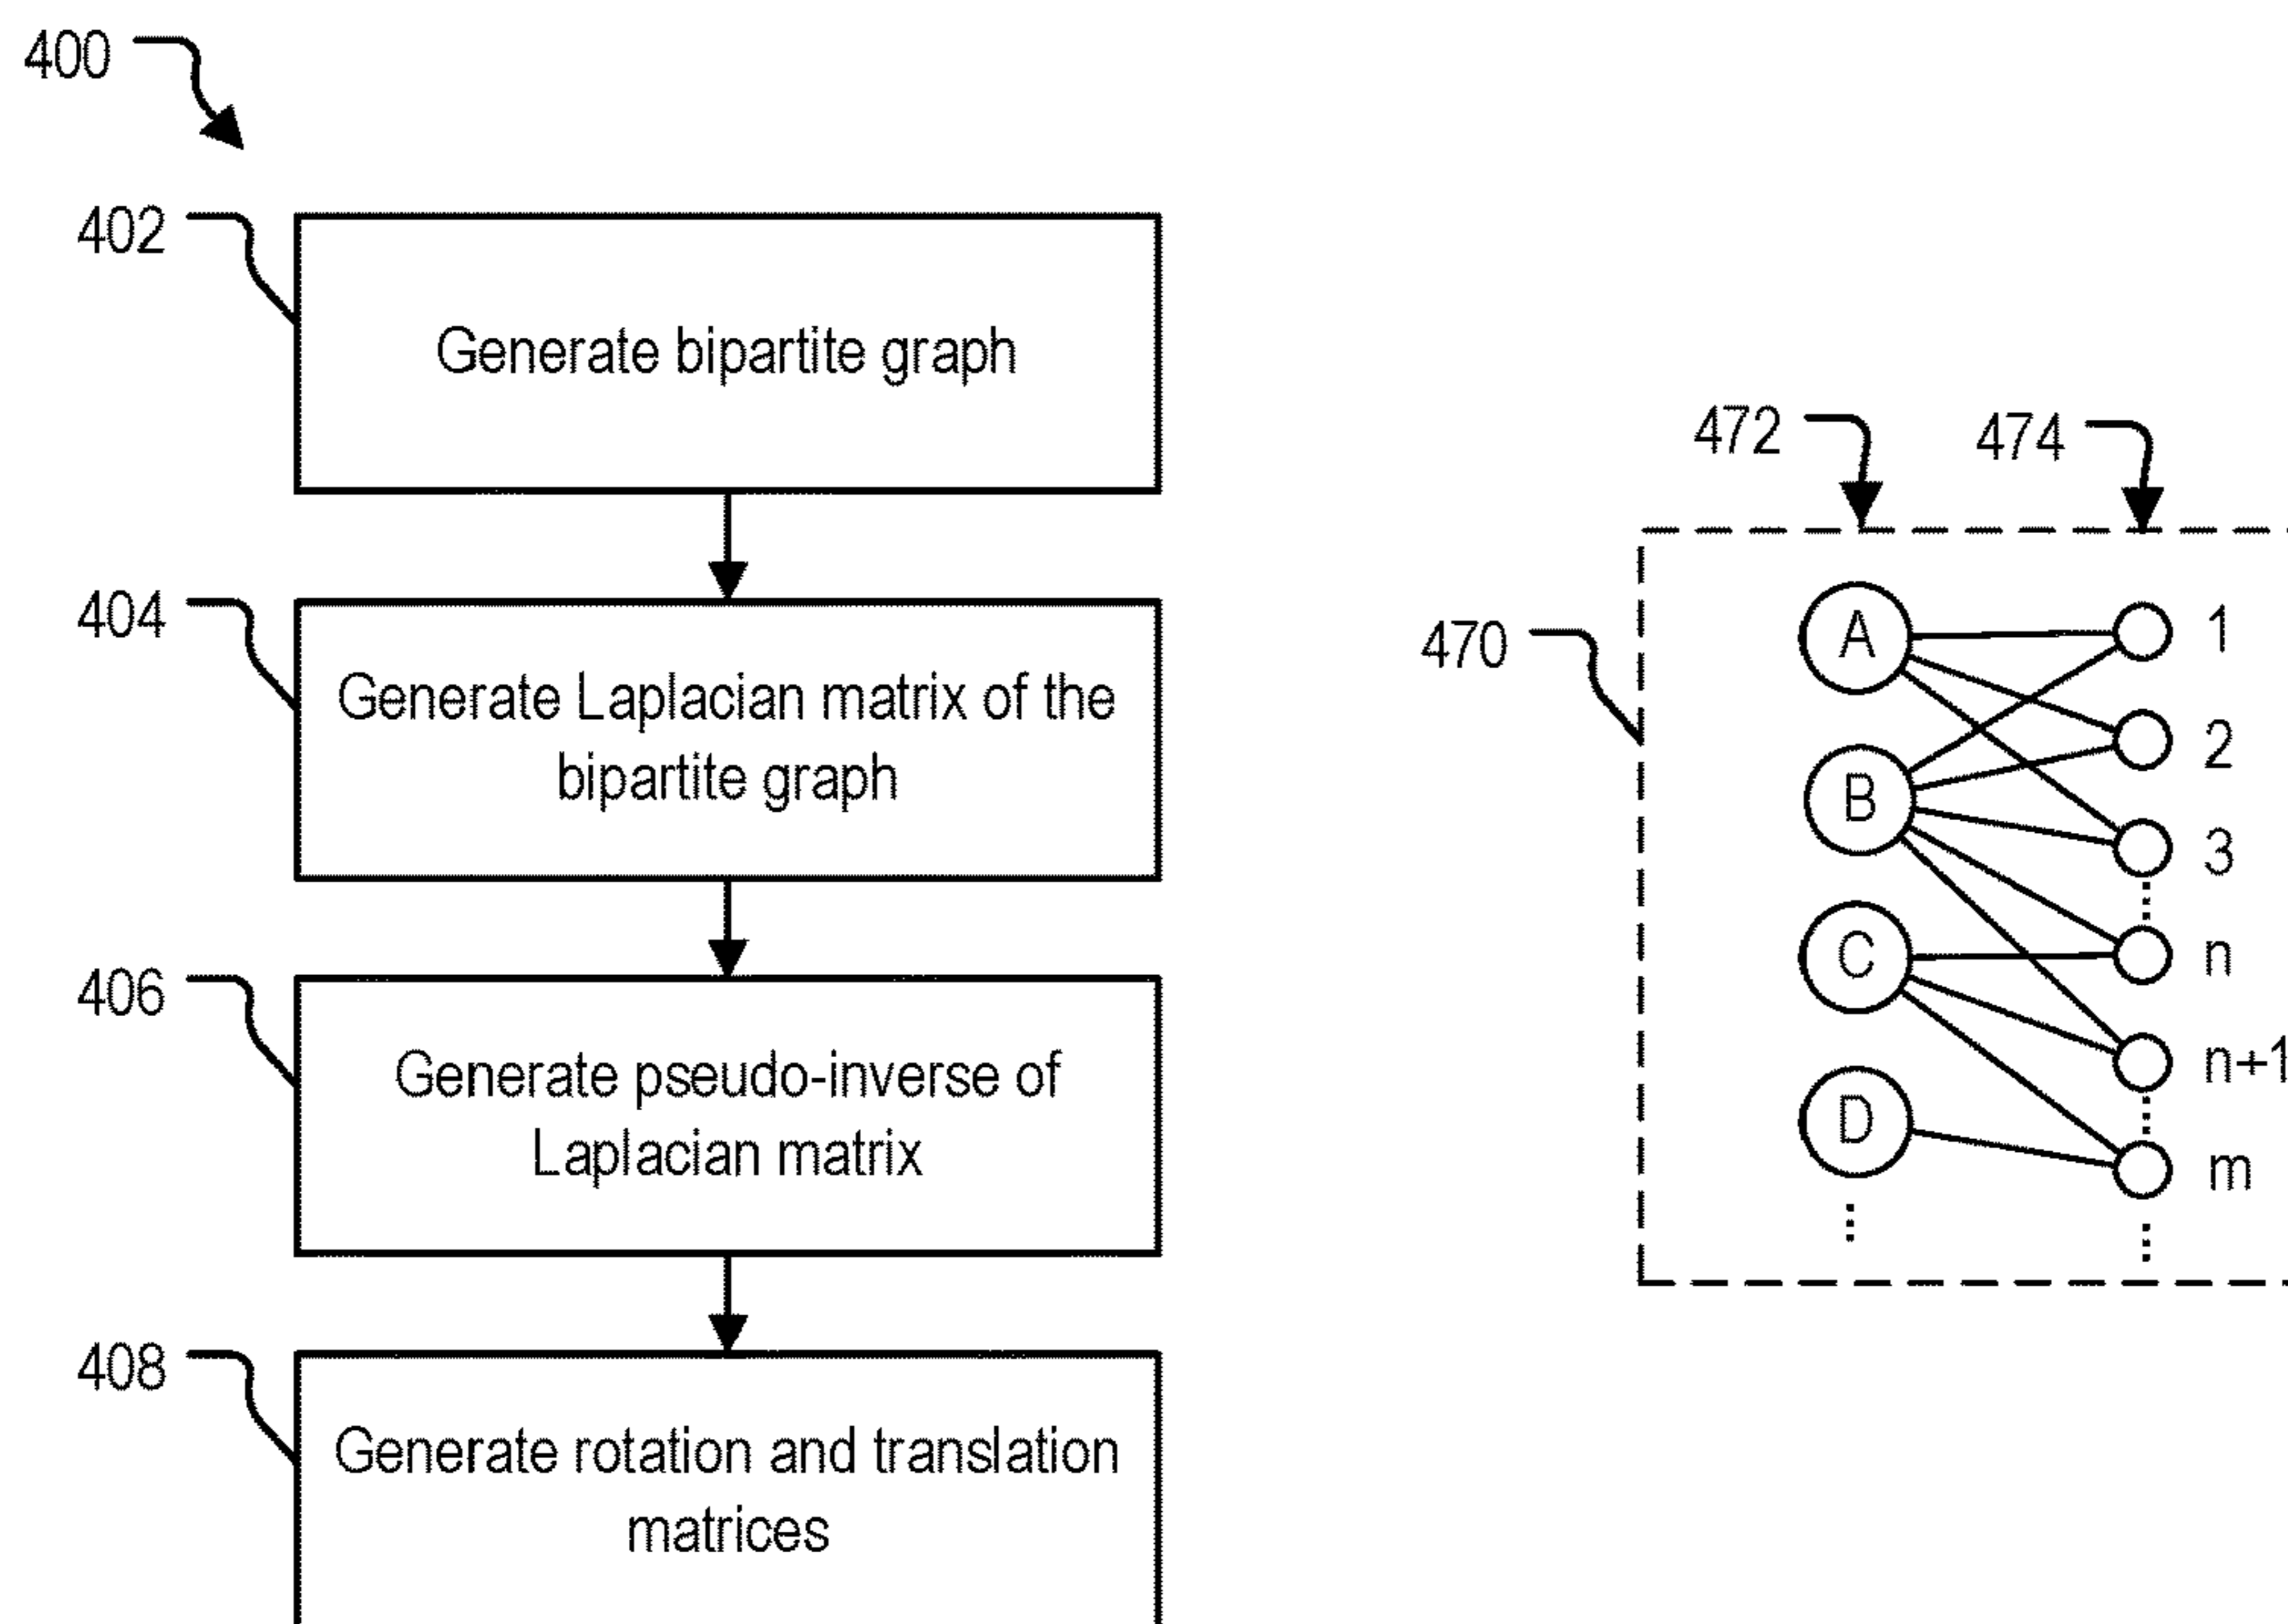 400
402
Generate bipartite graph
404
Generate Laplacian matrix of the
bipartite graph
406
Generate pseudo-inverse of
Laplacian matrix
408
Generate rotation and translation
matrices
472
474
470
A
1
2
B
3
C
n
n+1
D
m